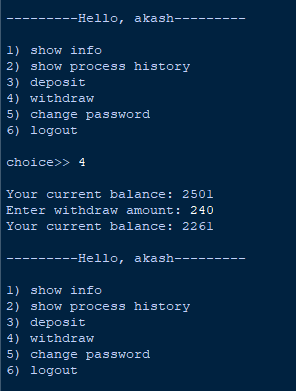 ---------Hello, akash---------
1) show info
2) show process history
3) deposit
4) withdraw
5) change password
6) logout
choice>> 4
Your current balance: 2501
Enter withdraw amount: 240
Your current balance: 2261
---------Hello, akash---------
1) show info
2) show process history
3) deposit
4) withdraw
5) change password
6) logout